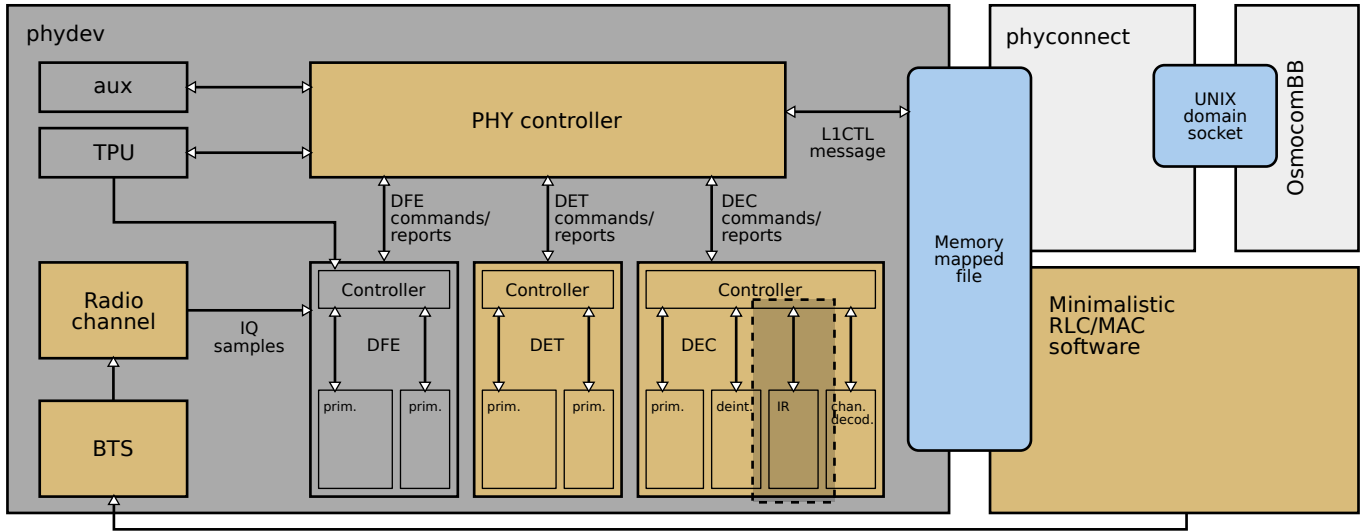 phydev
aux
TPU
PHY controller
L1CTL
message
phyconnect
UNIX
domain
socket
OsmocomBB
DFE
commands/
reports
DET
commands/
reports
DEC
commands/
reports
Memory
mapped
file
Radio
channel
IQ
samples
Controller
DFE
prim.
prim.
Controller
DET
prim.
prim.
Controller
DEC
prim.
deint.
IR
chan.
decod.
Minimalistic
RLC/MAC
software
BTS